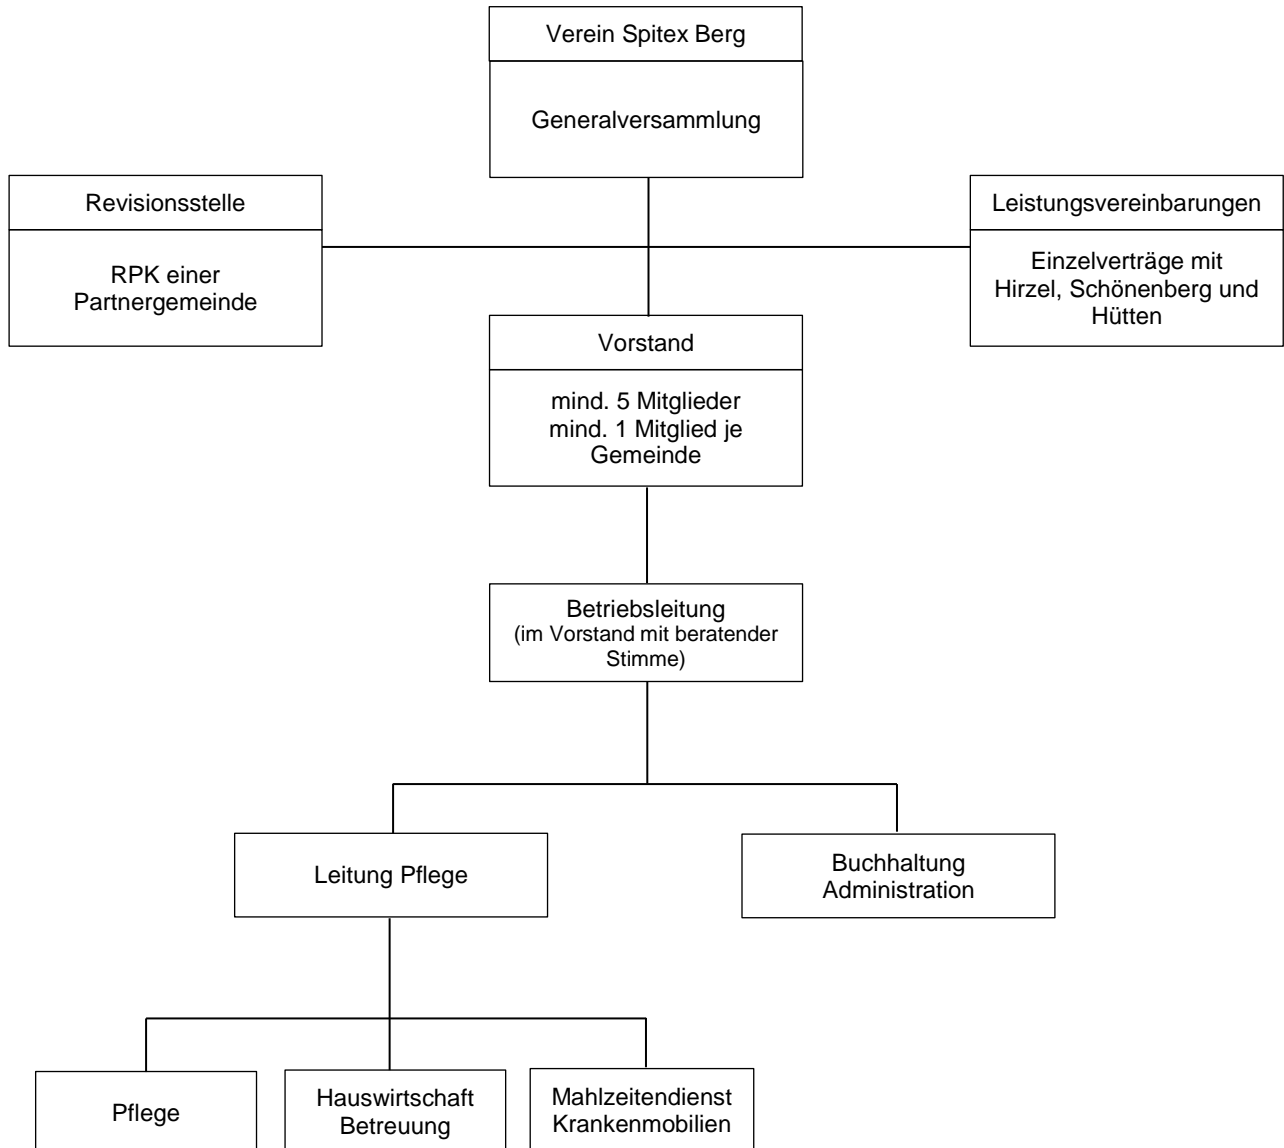 Verein Spitex Berg
Generalversammlung
Revisionsstelle
RPK einer
Partnergemeinde
Leistungsvereinbarungen
Einzelverträge mit
Hirzel, Schönenberg und
Hütten
Vorstand
mind. 5 Mitglieder
mind. 1 Mitglied je
Gemeinde
Betriebsleitung
(im Vorstand mit beratender
Stimme)
Leitung Pflege
Buchhaltung
Administration
Pflege
Hauswirtschaft
Betreuung
Mahlzeitendienst
Krankenmobilien